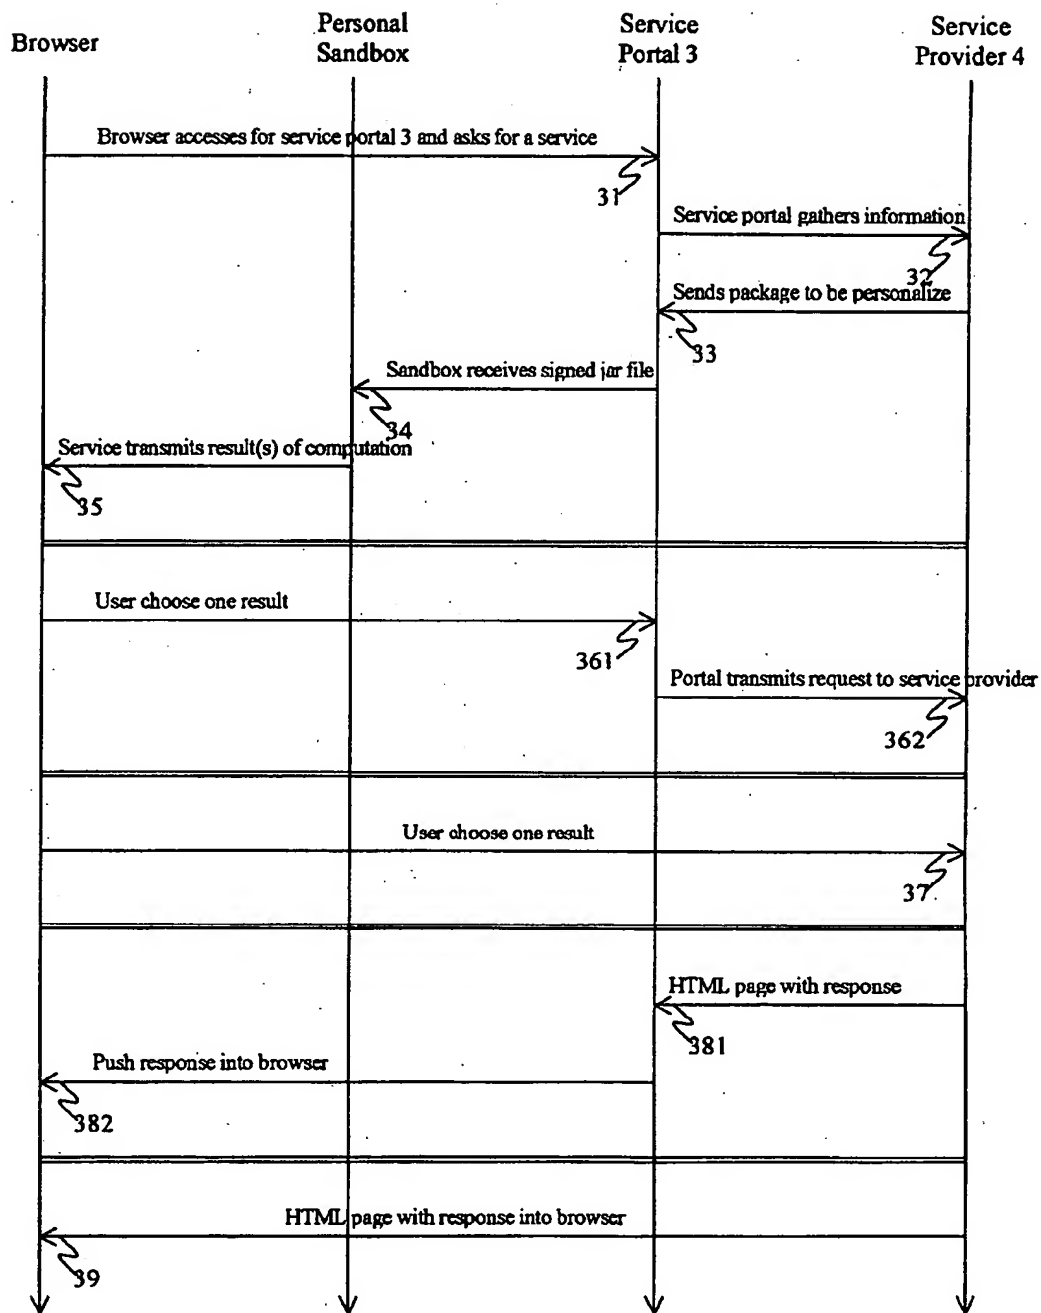 Browser
Personal
Sandbox
Service
Portal 3
Service
Provider 4
Browser accesses for service portal 3 and asks for a service
31
Service portal gathers information
32
Sends package to be personalize
33
Sandbox receives signed jar file
34
Service transmits result(s) of computation
35
User choose one result
361
Portal transmits request to service provider
362
User choose one result
37
HTML page with response
381
Push response into browser
382
HTML page with response into browser
39